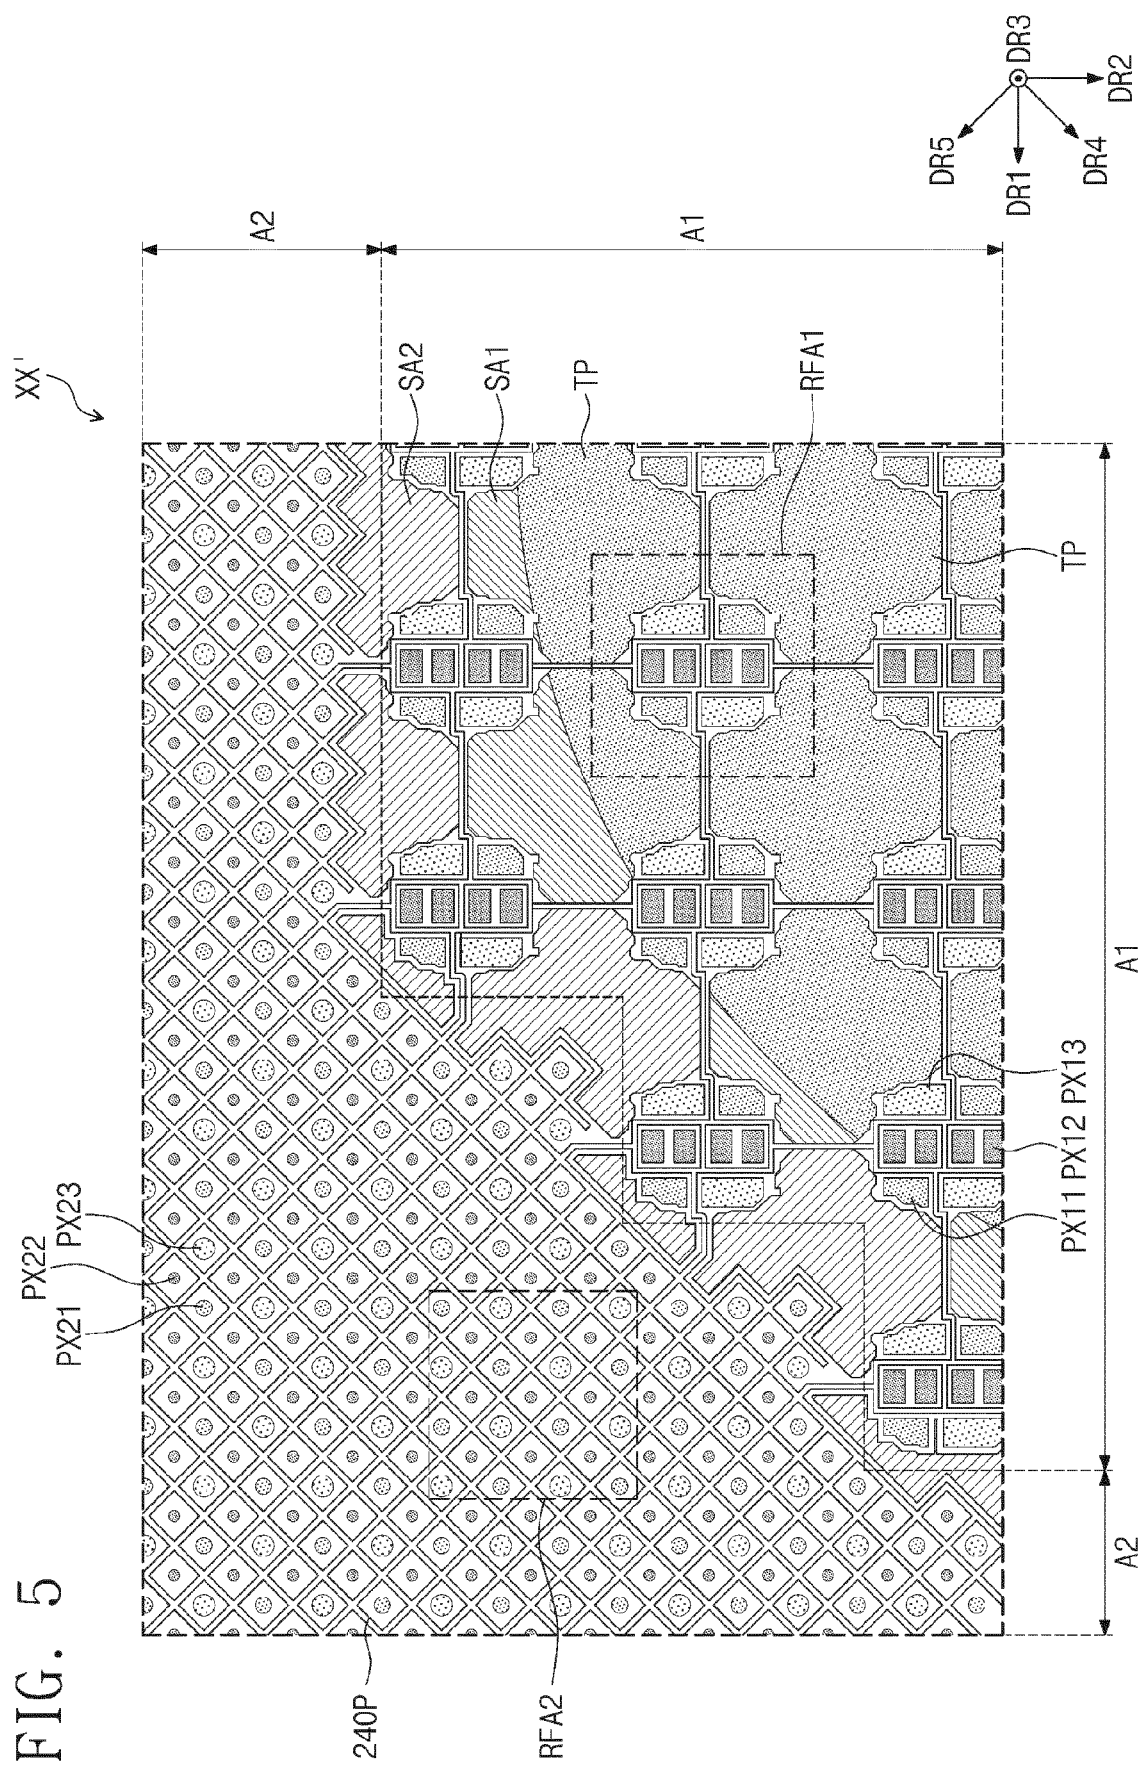 FIG. 5
XX'
PX21
PX22
PX23
A2
A1
SA2
SA1
TP
RFA1
TP
240P
RFA2
PX11
PX12
PX13
A2
A1
DR5
DR1
DR4
DR3
DR2